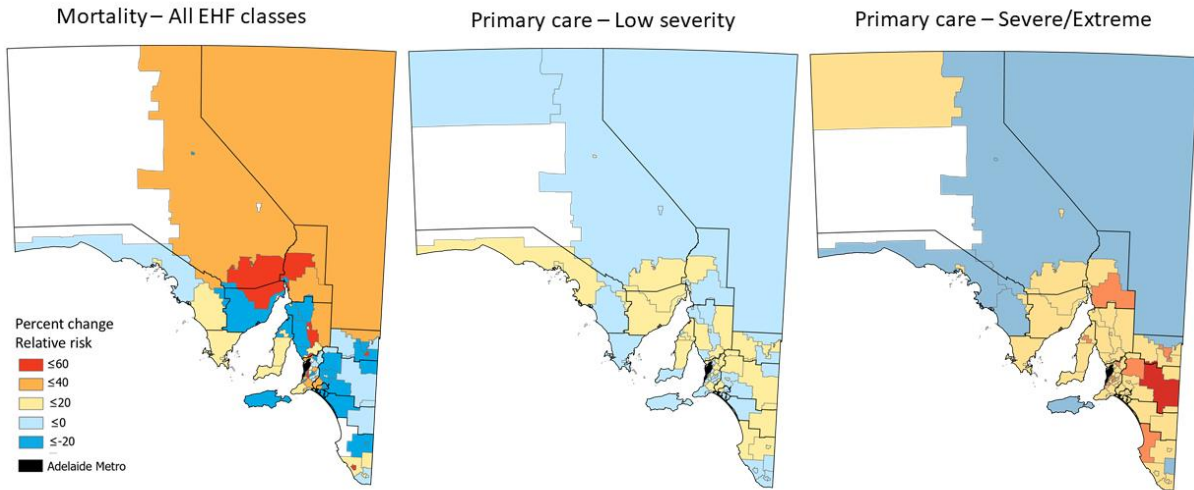 Mortality – All EHF classes
Primary care – Low severity
Primary care – Severe/Extreme
Percent change
Relative risk
≤60
≤40
≤20
≤0
≤-20
Adelaide Metro